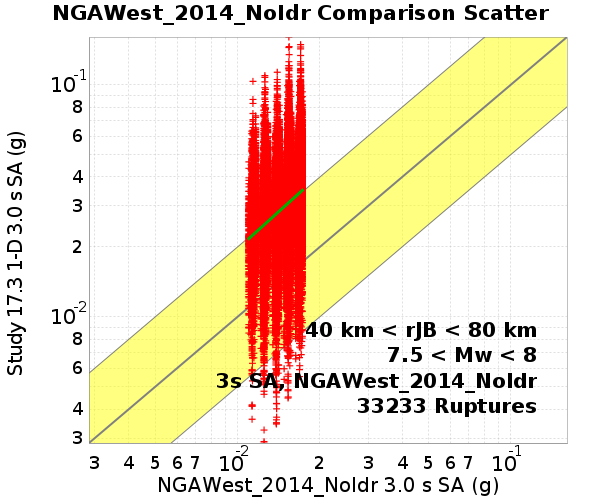 NGAWest_2014_NoIdr Comparison Scatter
Study 17.3 1-D 3.0 s SA (g)
10-1
8
6
4
3
2
10-2
8
6
4
3
40 km < rJB < 80 km
7.5 < Mw < 8
3s SA, NGAWest_2014_NoIdr
33233 Ruptures
3 4 5 6 7 10-2 2 3 4 5 6 7 10-1
NGAWest_2014_NoIdr 3.0 s SA (g)